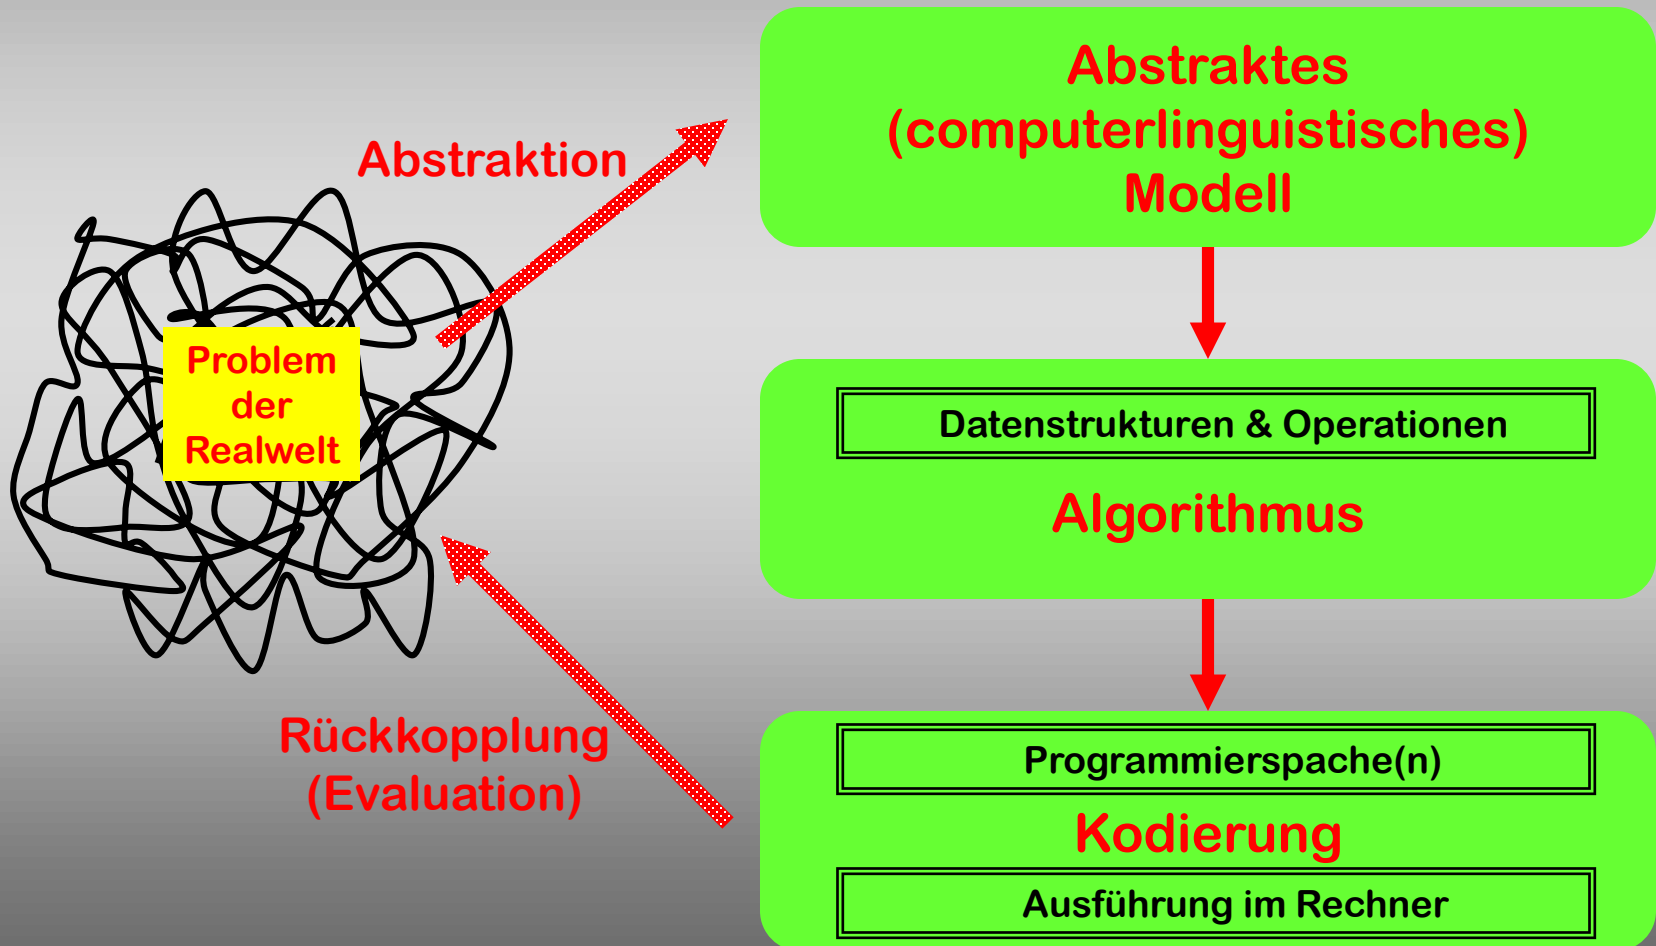 Abstraktes
(computerlinguistisches)
Modell
Abstraktion
Problem
der
Realwelt
Datenstrukturen & Operationen
Algorithmus
Rückkopplung
(Evaluation)
Programmierspache(n)
Kodierung
Ausführung im Rechner